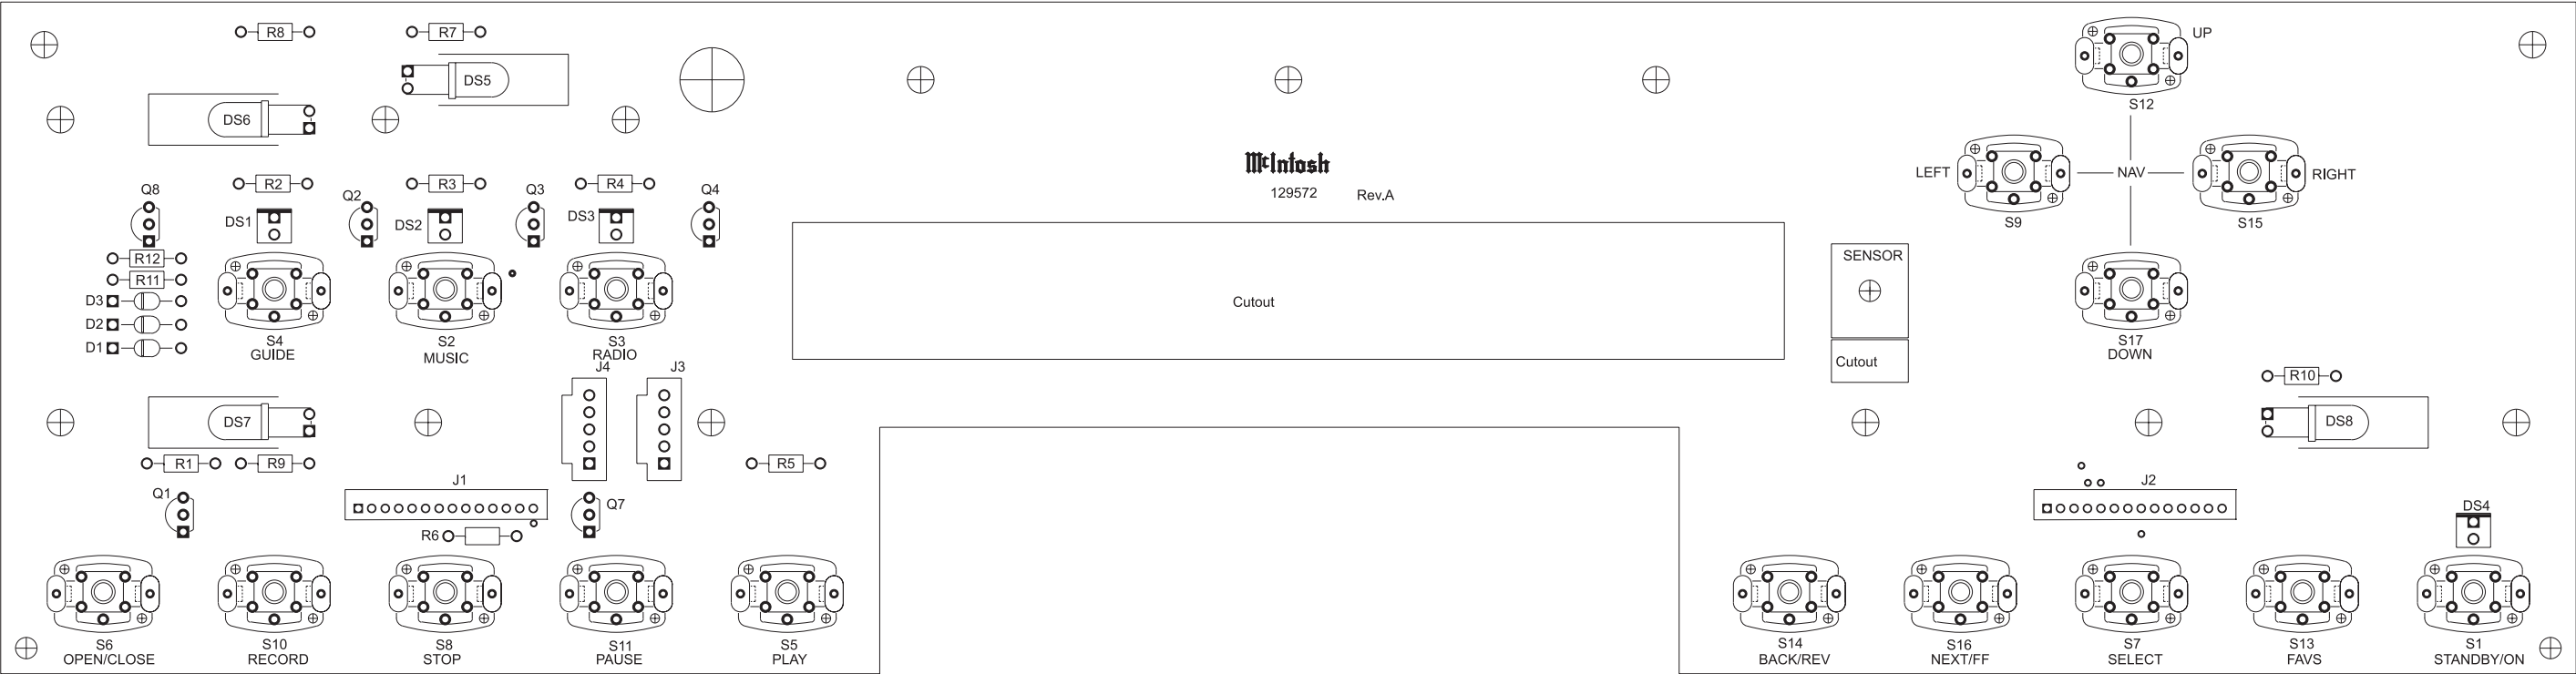 R8
R7
UP
DS5
DS6
S12
McIntosh
129572 Rev.A
LEFT
NAV
RIGHT
S9
S15
Q8
R2
Q2
R3
Q3
R4
Q4
DS1
DS2
DS3
R12
R11
D3
D2
D1
SENSOR
Cutout
Cutout
S4
GUIDE
S2
MUSIC
S3
RADIO
S17
DOWN
J4
J3
R10
DS7
DS8
R1
R9
R5
J1
J2
Q1
Q7
DS4
R6
S6
OPEN/CLOSE
S10
RECORD
S8
STOP
S11
PAUSE
S5
PLAY
S14
BACK/REV
S16
NEXT/FF
S7
SELECT
S13
FAVS
S1
STANDBY/ON